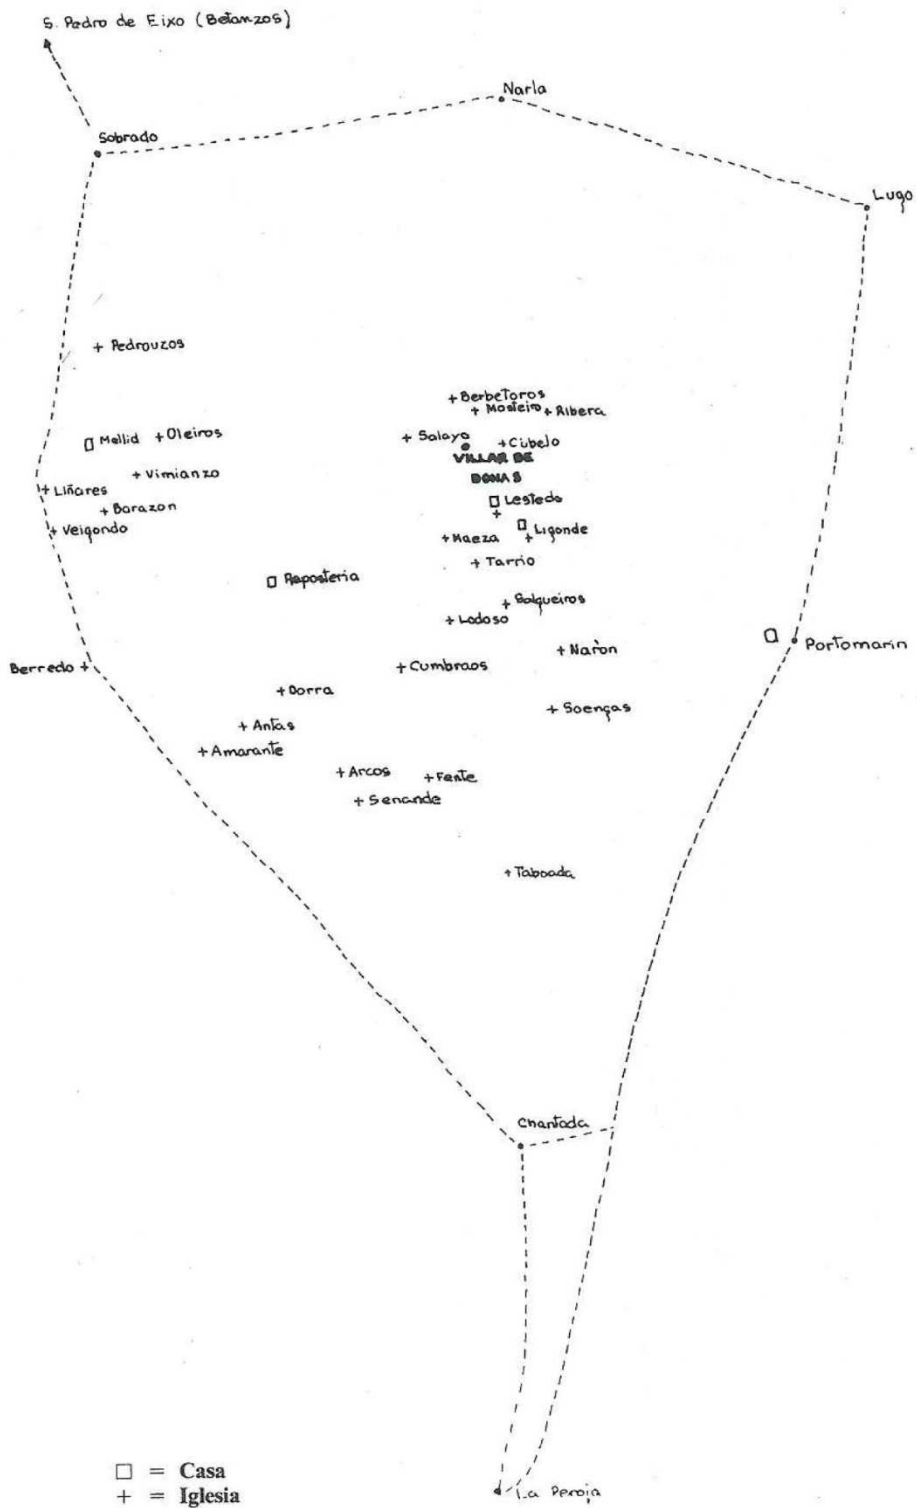 S. Pedro de Eixo (Betanzos)
Narla
Sobrado
Lugo
+ Pedrouzos
+ Berbetoros
+ Mosteiro + Ribera
□ Mellid + Oleiros
+ Salaya
+ Cubelo
VILLAR DE
DONAS
+ Vimianzo
+ Liñares
□ Lestedo
+
+ Barazon
□
+ Veigondo
+ Maeza
+ Ligonde
+ Tarrio
□ Reposteria
+ Balqueiros
+ Lodoso
□ Portomarin
+ Naron
Berredo +
+ Cumbraos
+ Dorra
+ Soengas
+ Antas
+ Amarante
+ Arcos
+ Fente
+ Senande
+ Taboada
Chantada
□ = Casa
+ = Iglesia
La Peroja